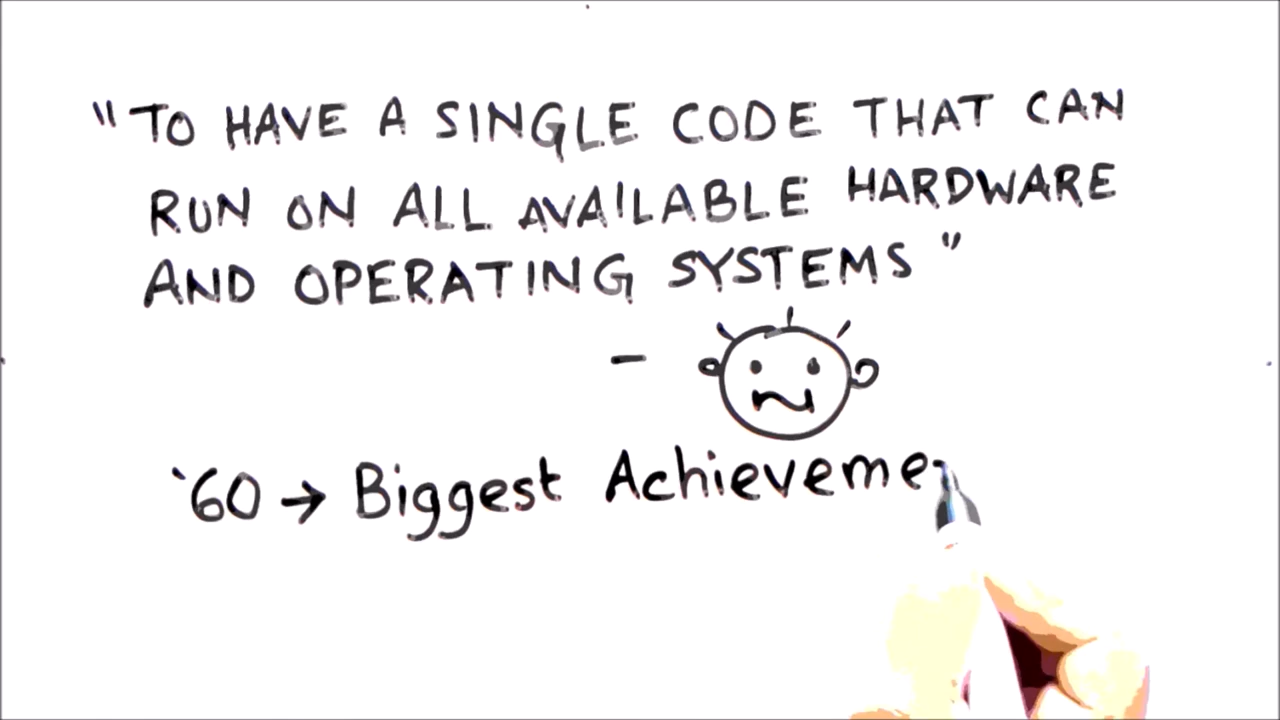 "TO HAVE A SINGLE CODE THAT CAN
RUN ON ALL AVAILABLE HARDWARE
AND OPERATING SYSTEMS"
-
'60 → Biggest Achieveme